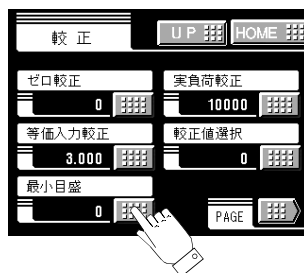 較 正
UP
HOME
ゼロ較正
実負荷較正
0
10000
等価入力較正
較正値選択
3.000
0
最小目盛
0
PAGE